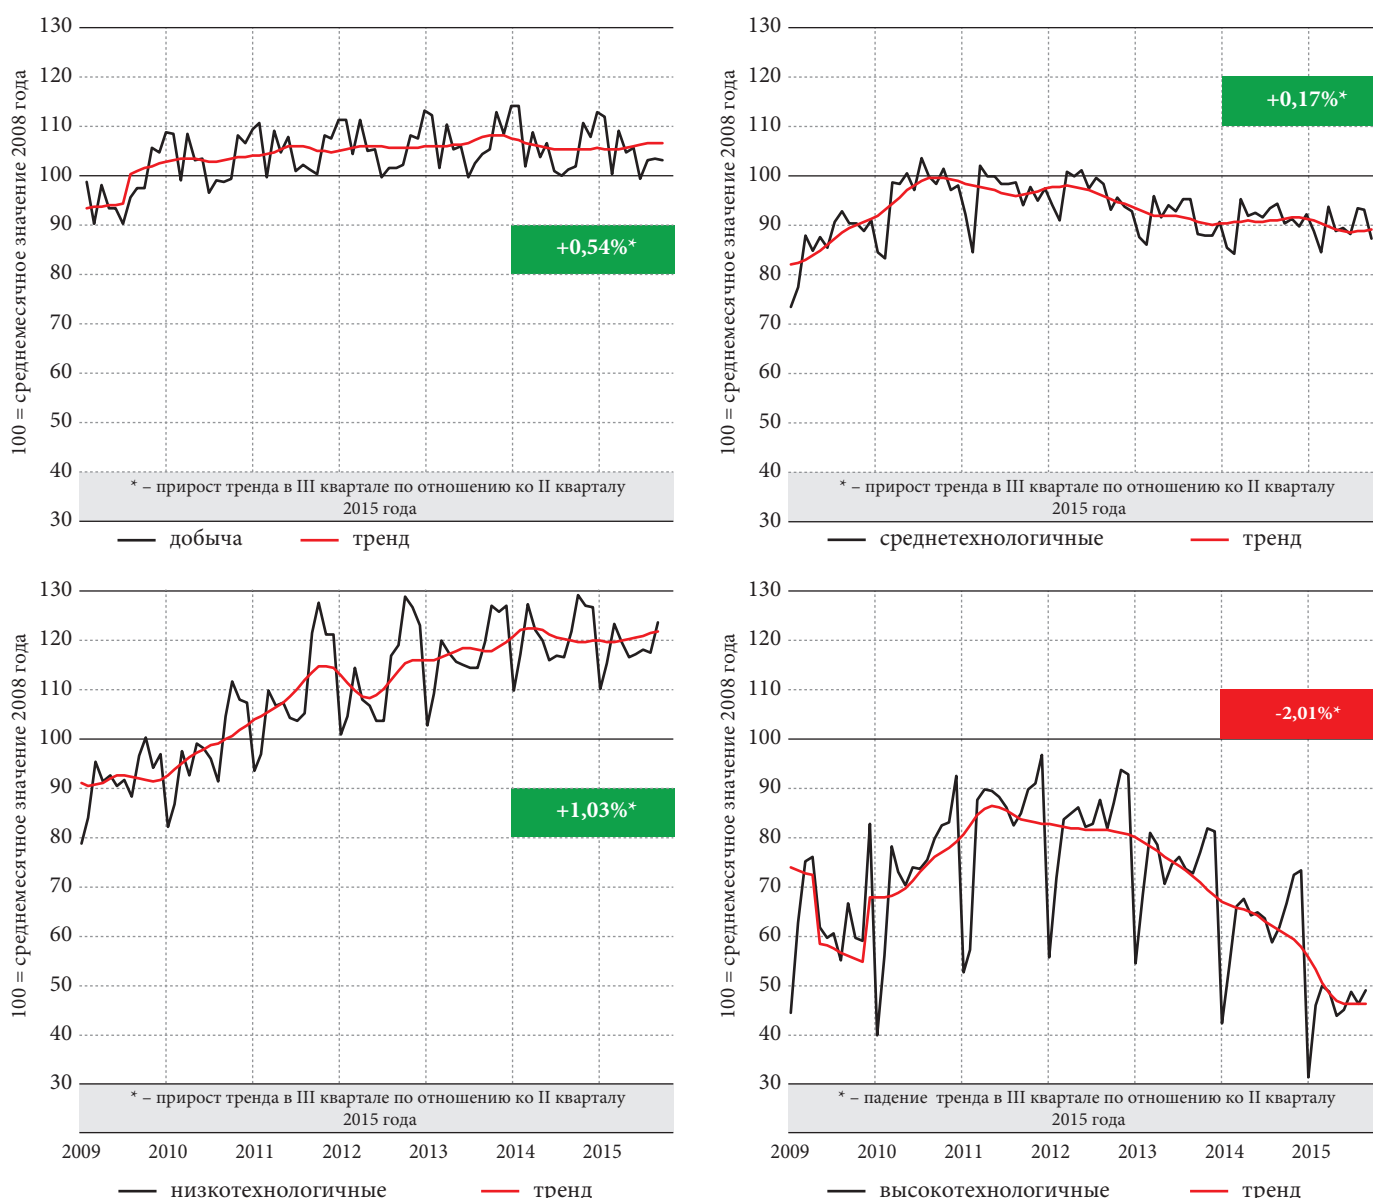 130
120
110
100
90
80
70
60
50
40
30
100 = среднемесячное значение 2008 года
+0,54%*
* – прирост тренда в III квартале по отношению ко II кварталу
2015 года
добыча
тренд
130
120
110
100
90
80
70
60
50
40
30
100 = среднемесячное значение 2008 года
+0,17%*
* – прирост тренда в III квартале по отношению ко II кварталу
2015 года
среднетехнологичные
тренд
130
120
110
100
90
80
70
60
50
40
30
100 = среднемесячное значение 2008 года
+1,03%*
* – прирост тренда в III квартале по отношению ко II кварталу
2015 года
2009 2010 2011 2012 2013 2014 2015
низкотехнологичные
тренд
130
120
110
100
90
80
70
60
50
40
30
100 = среднемесячное значение 2008 года
-2,01%*
* – падение тренда в III квартале по отношению ко II кварталу
2015 года
2009 2010 2011 2012 2013 2014 2015
высокотехнологичные
тренд